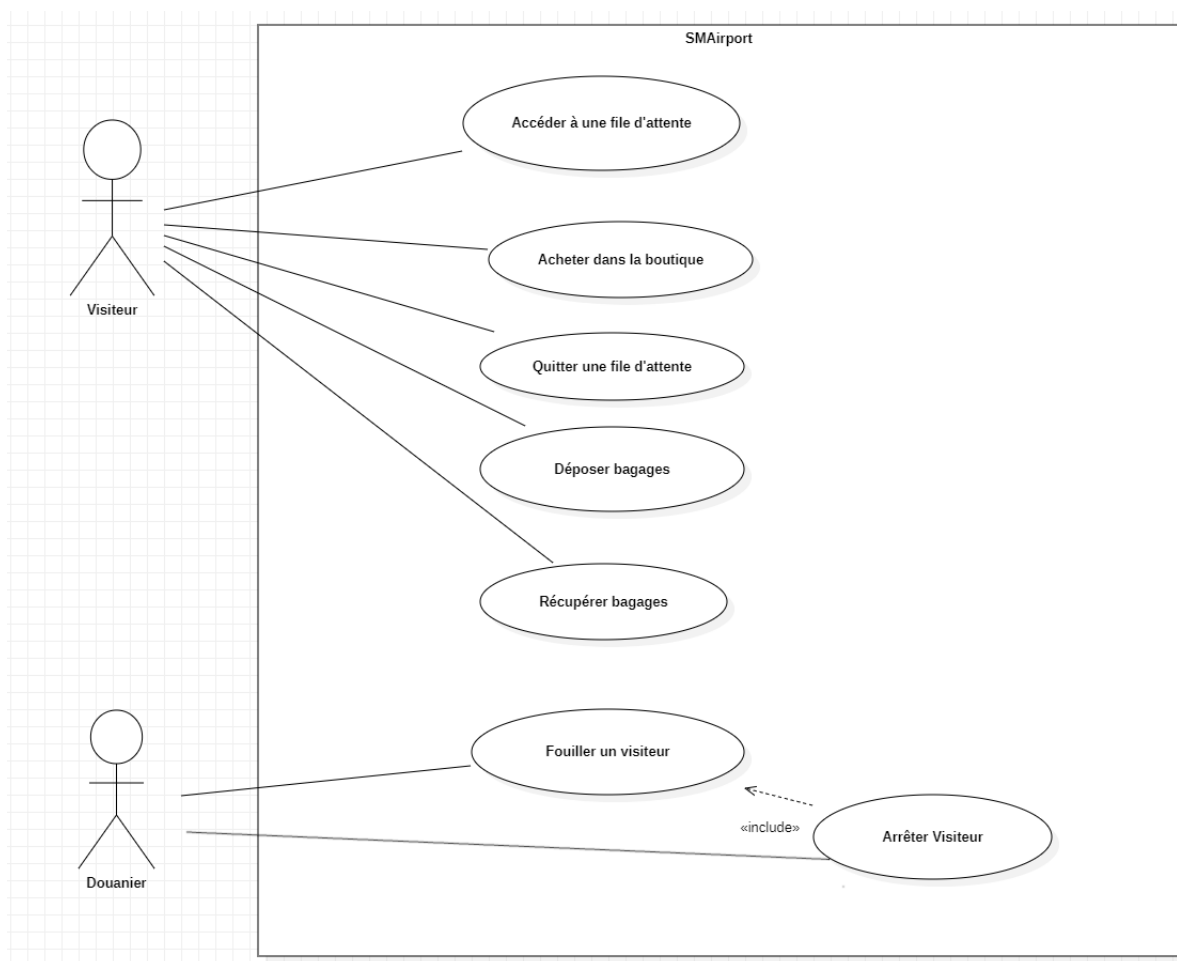 SMAirport
Accéder à une file d'attente
Acheter dans la boutique
Visiteur
Quitter une file d'attente
Déposer bagages
Récupérer bagages
Fouiller un visiteur
«include»
Arrêter Visiteur
Douanier